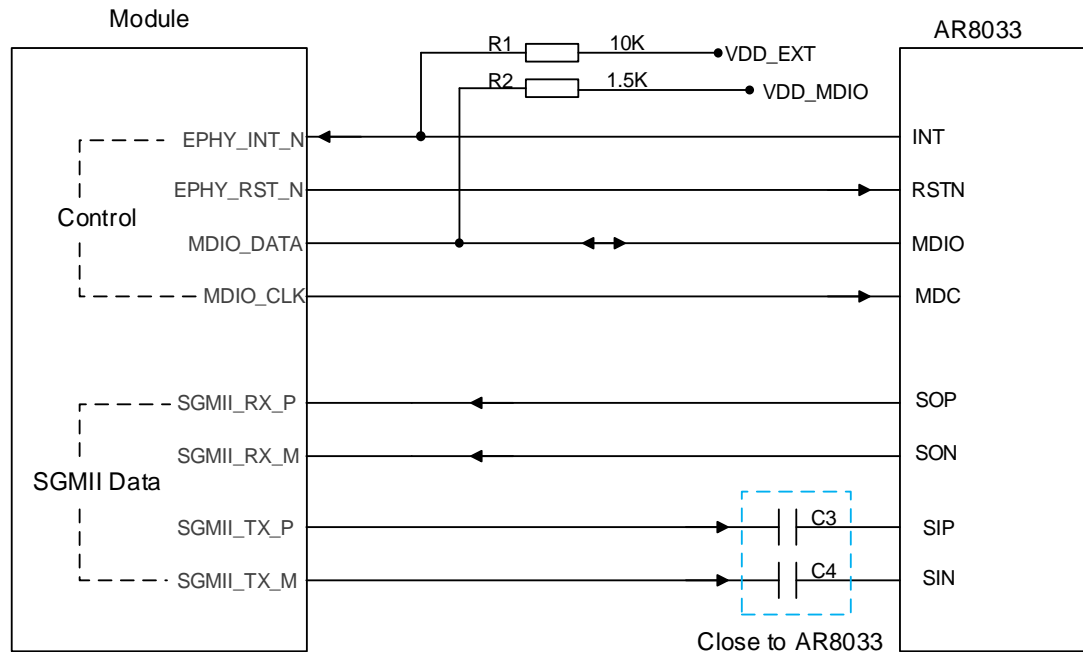 Module
AR8033
R1 10K VDD_EXT
R2 1.5K VDD_MDIO
EPHY_INT_N INT
EPHY_RST_N RSTN
Control
MDIO_DATA MDIO
MDIO_CLK MDC
SGMII_RX_P SOP
SGMII_RX_M SON
SGMII Data
SGMII_TX_P C3 SIP
SGMII_TX_M C4 SIN
Close to AR8033